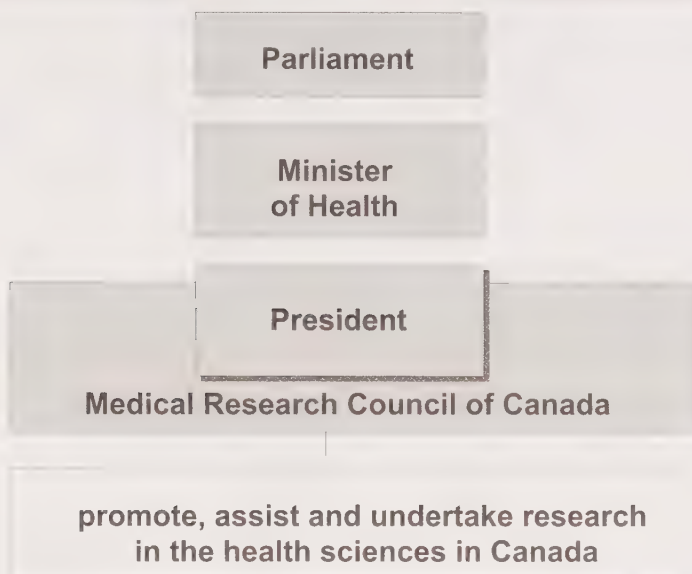 Parliament
Minister
of Health
President
Medical Research Council of Canada
promote, assist and undertake research
in the health sciences in Canada